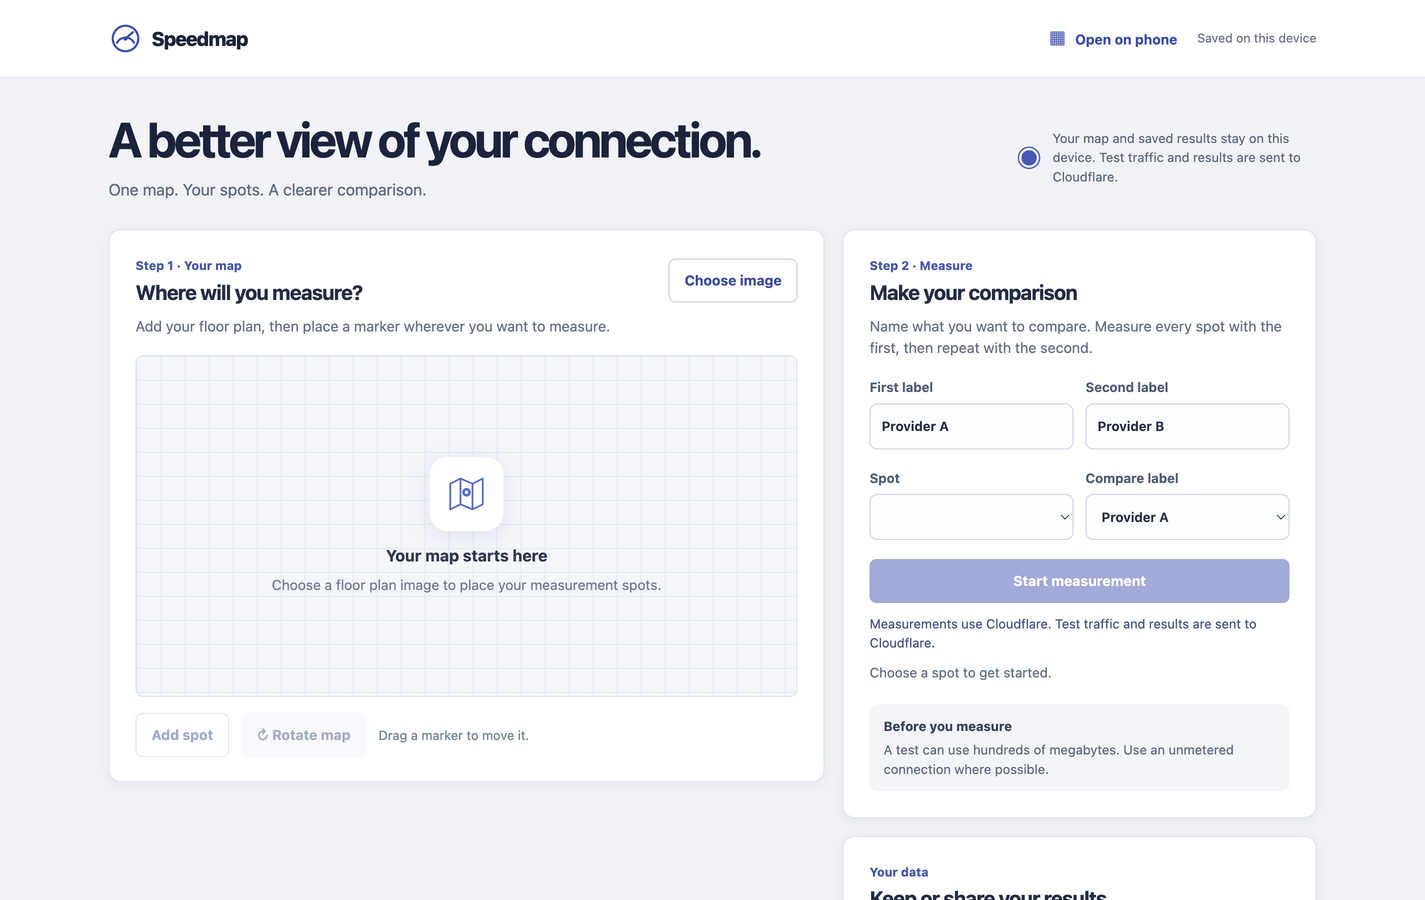 Speedmap
Open on phone
Saved on this device
A better view of your connection.
One map. Your spots. A clearer comparison.
Your map and saved results stay on this
device. Test traffic and results are sent to
Cloudflare.
Step 1 · Your map
Where will you measure?
Choose image
Add your floor plan, then place a marker wherever you want to measure.
Your map starts here
Choose a floor plan image to place your measurement spots.
Add spot
↻ Rotate map
Drag a marker to move it.
Step 2 · Measure
Make your comparison
Name what you want to compare. Measure every spot with the
first, then repeat with the second.
First label
Second label
Provider A
Provider B
Spot
Compare label
Provider A
Start measurement
Measurements use Cloudflare. Test traffic and results are sent to
Cloudflare.
Choose a spot to get started.
Before you measure
A test can use hundreds of megabytes. Use an unmetered
connection where possible.
Your data
Keep or share your results